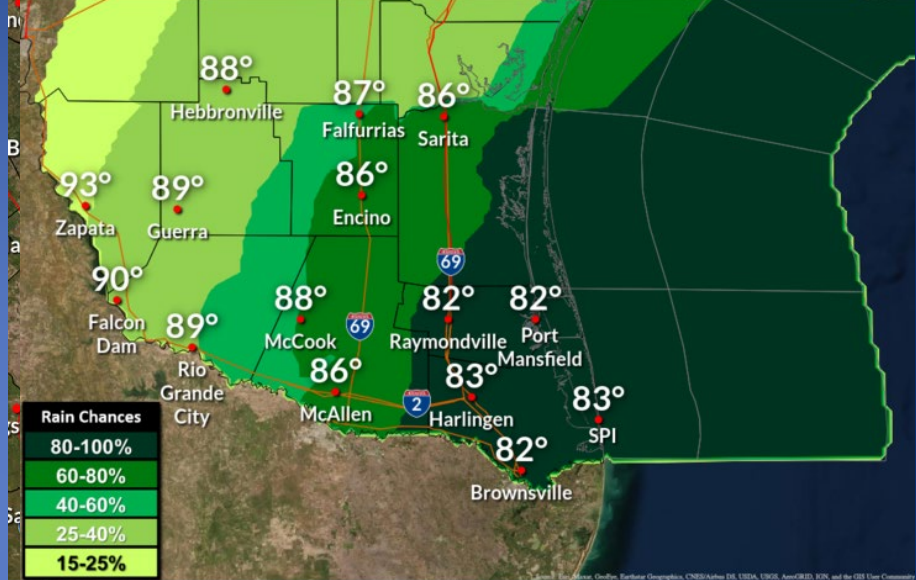 88°
Hebbronville
87°
Falfurrias
86°
Sarita
93°
Zapata
89°
Guerra
86°
Encino
69
90°
Falcon
Dam
89°
Rio
Grande
City
88°
McCook
69
82°
Raymondville
82°
Port
Mansfield
86°
McAllen
2
83°
Harlingen
83°
SPI
82°
Brownsville
Rain Chances
80-100%
60-80%
40-60%
25-40%
15-25%